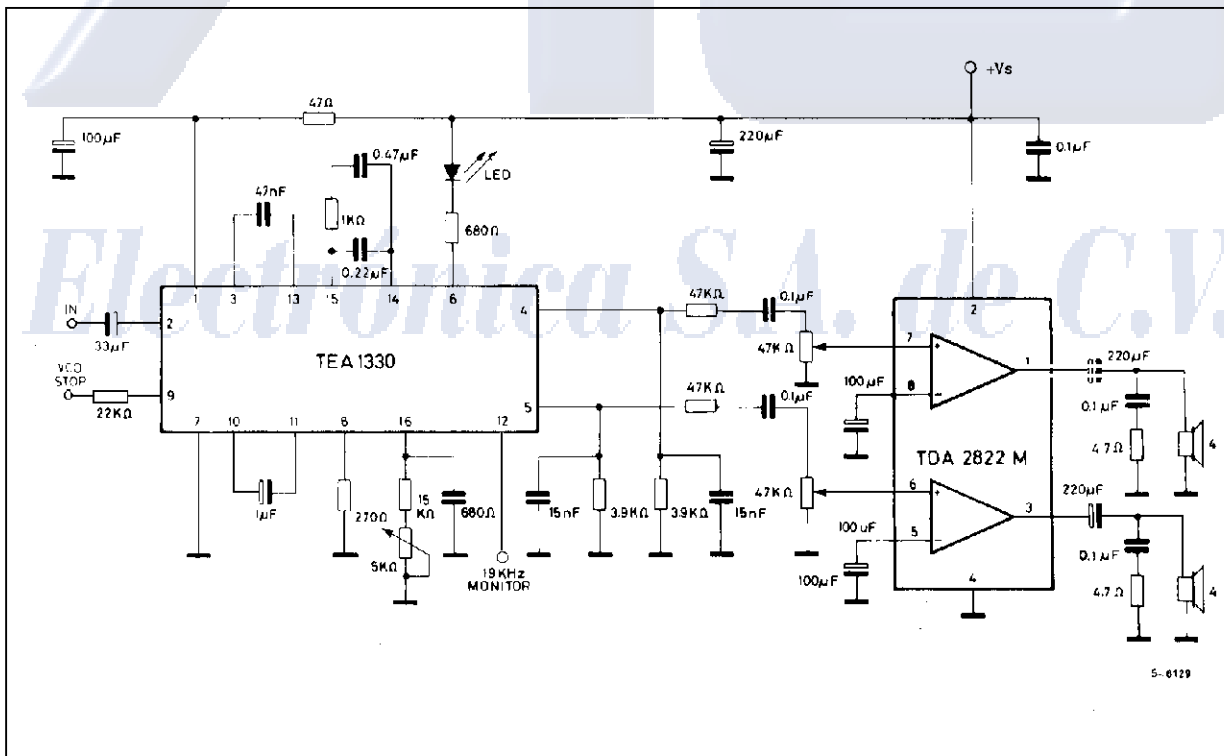 +Vs
47Ω
100µF
220µF
0.1µF
0.47µF
LED
47nF
1KΩ
680Ω
0.22µF
Electrónica S.A. de C.V.
1
3
13
15
14
6
2
IN
33µF
4
47KΩ
0.1µF
47KΩ
2
TEA 1330
7
1
220µF
VCO
STOP
22KΩ
9
5
47KΩ
0.1µF
100µF
8
0.1µF
4.7Ω
4
7
10
11
8
16
12
TDA 2822 M
1µF
270Ω
15
KΩ
5KΩ
680Ω
19KHz
MONITOR
15nF
3.9KΩ
3.9KΩ
15nF
47KΩ
6
3
220µF
100 uF
5
100µF
4
0.1µF
4.7Ω
4
S-6129